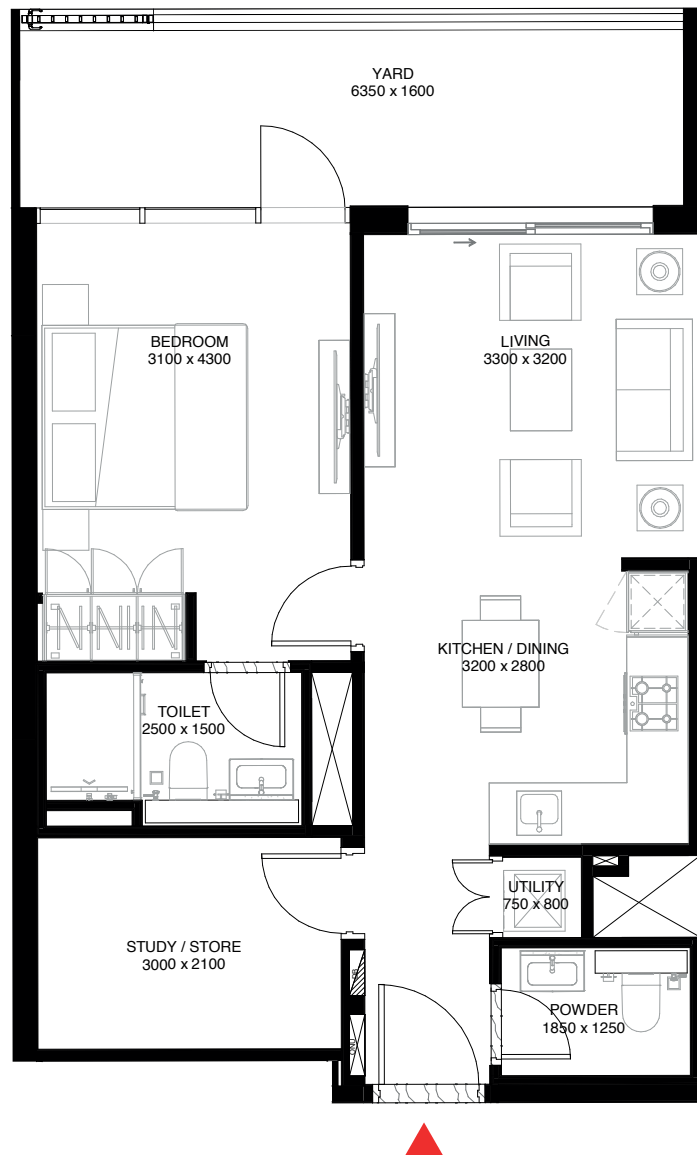 YARD
6350 x 1600
BEDROOM
3100 x 4300
LIVING
3300 x 3200
KITCHEN / DINING
3200 x 2800
TOILET
2500 x 1500
UTILITY
750 x 800
STUDY / STORE
3000 x 2100
DB
POWDER
1850 x 1250